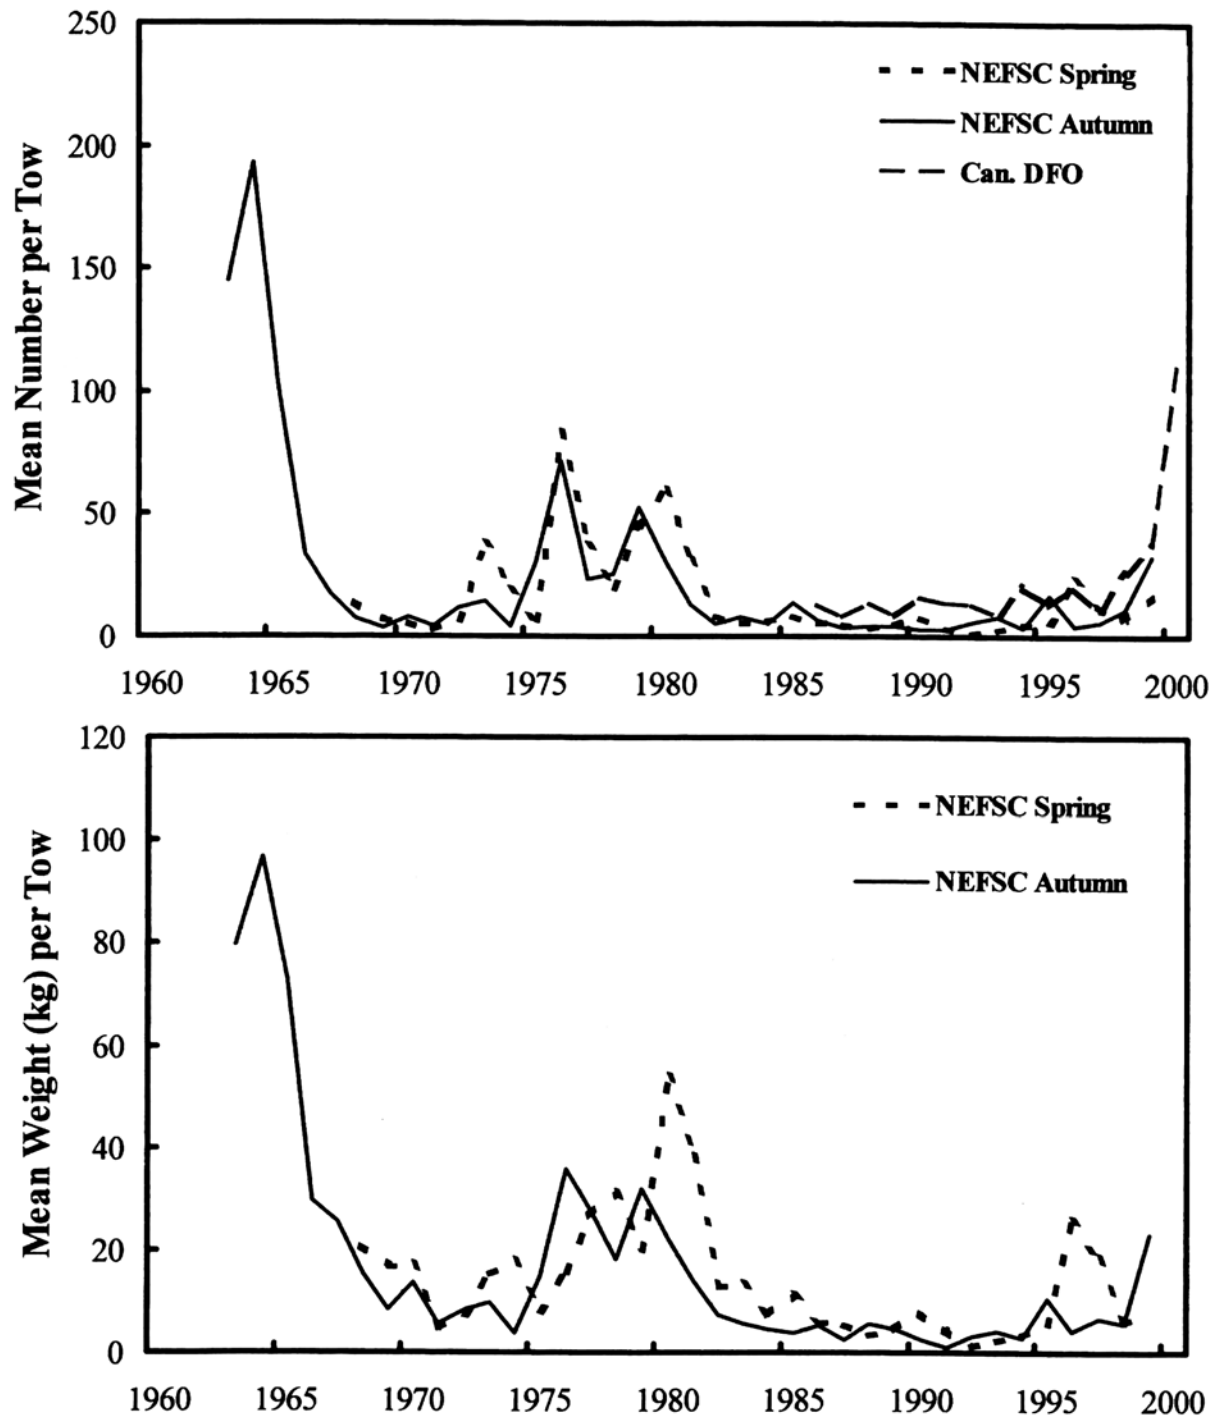 250
200
150
100
50
0
Mean Number per Tow
NEFSC Spring
NEFSC Autumn
Can. DFO
1960 1965 1970 1975 1980 1985 1990 1995 2000
120
100
80
60
40
20
0
Mean Weight (kg) per Tow
NEFSC Spring
NEFSC Autumn
1960 1965 1970 1975 1980 1985 1990 1995 2000